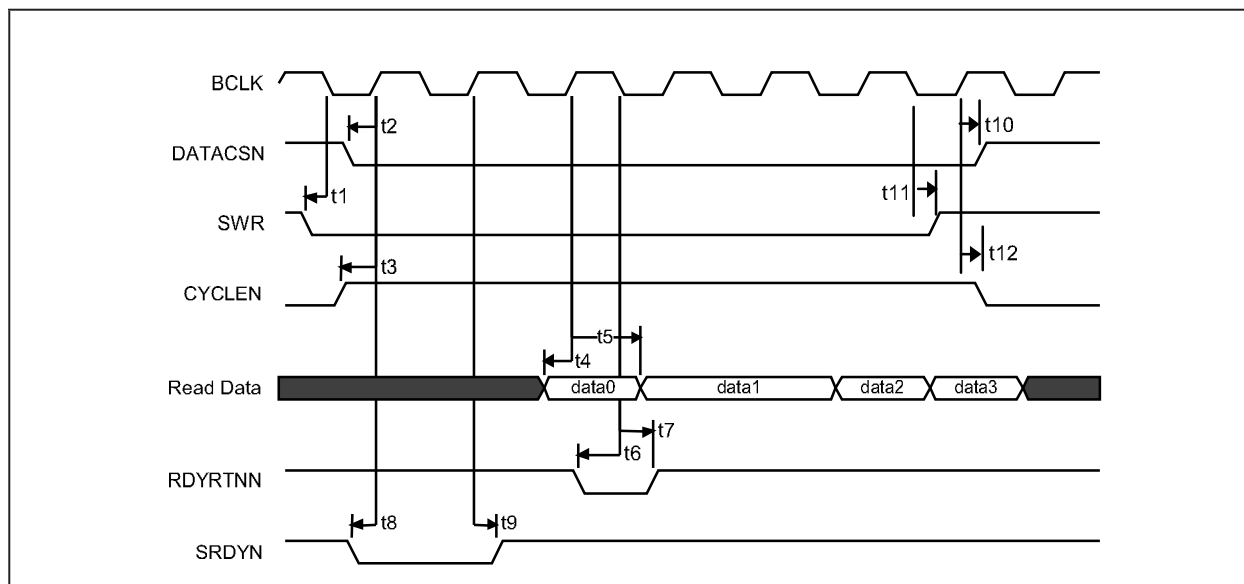 BCLK
t2
t10
DATACSN
t1
t11
SWR
t3
t12
CYCLEN
t5
t4
Read Data
data0
data1
data2
data3
t7
t6
RDYRTNN
t8
t9
SRDYN